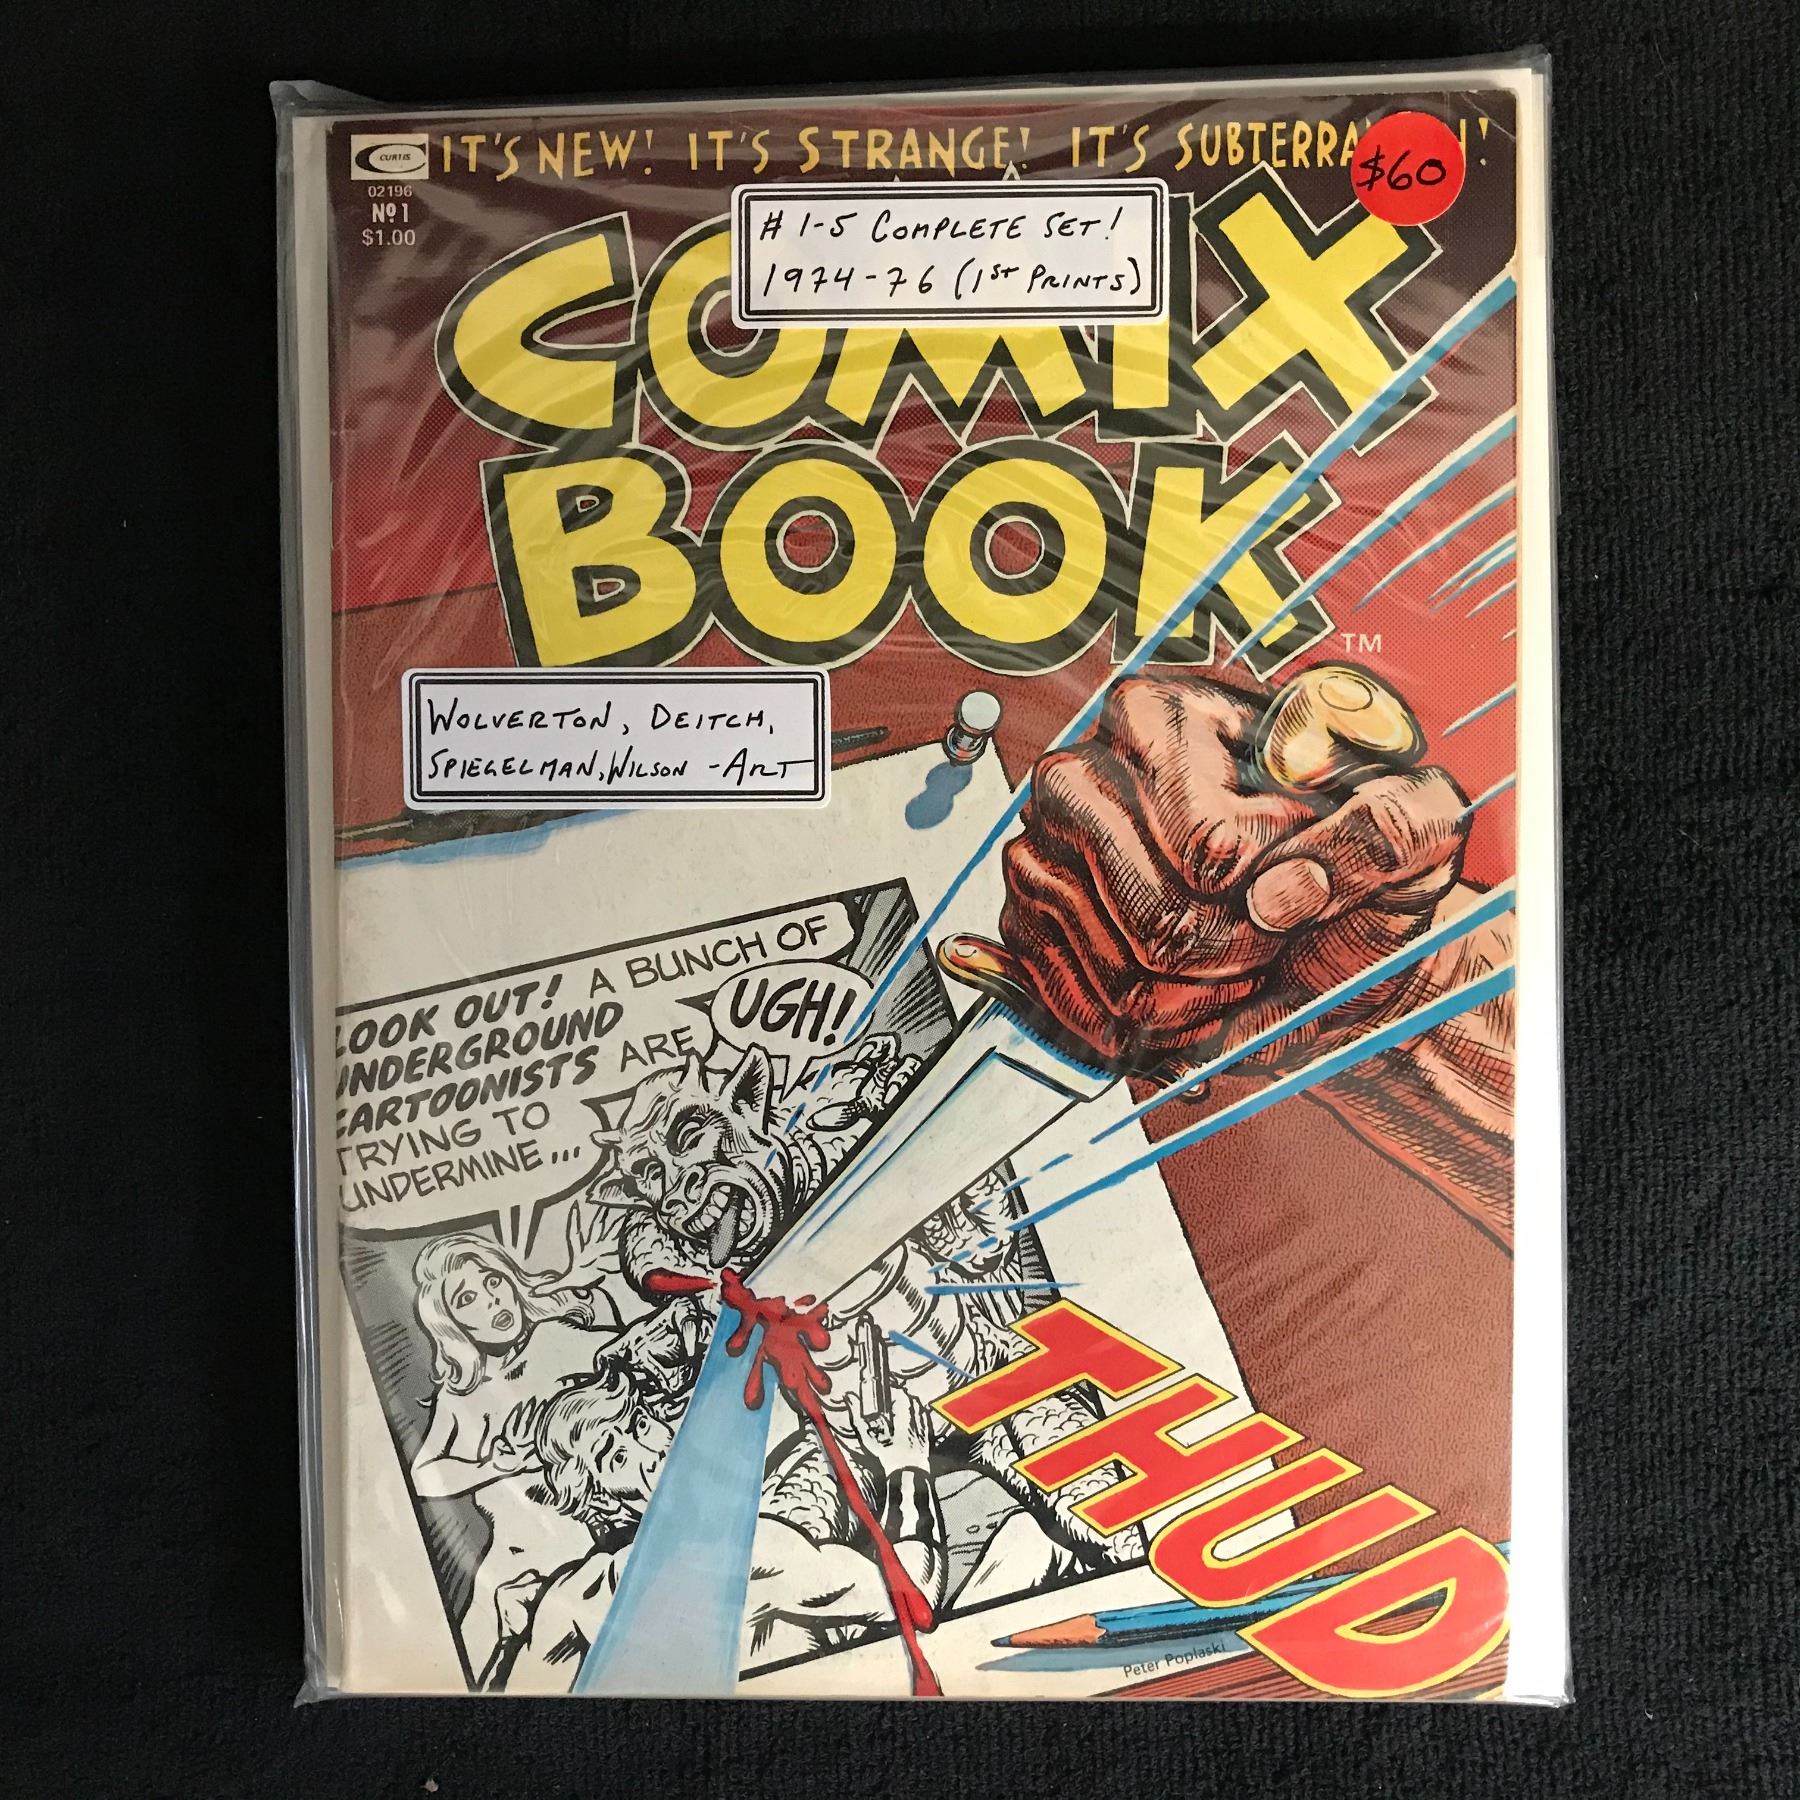 CURTIS
IT'S NEW! IT'S STRANGE! IT'S
$60
02196
Nº 1
$1.00
# 1-5 COMPLETE SET!
1974-76 (1ST PRINTS)
COMIX
BOOK
TM
WOLVERTON, DEITCH,
SPIEGELMAN, WILSON - ART
LOOK OUT! A BUNCH OF
UNDERGROUND
CARTOONISTS ARE
TRYING TO
UNDERMINE...
UGH!
THUD
Peter Poplaski